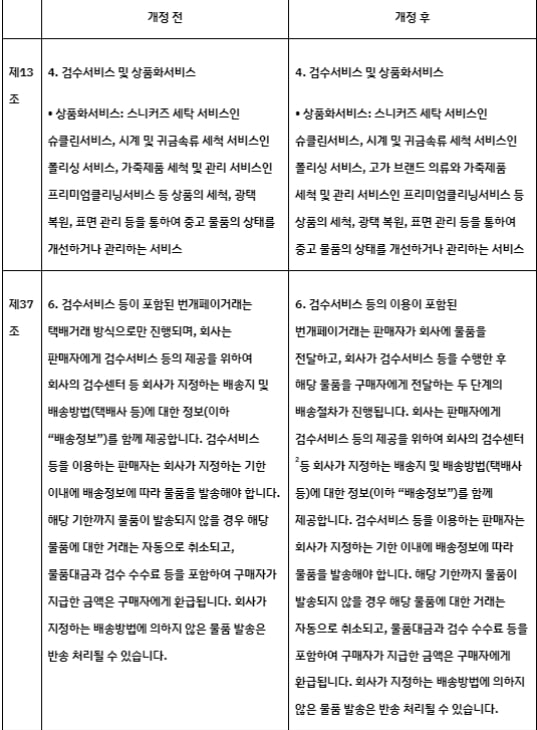 개정 전
개정 후
제13
조
4. 검수서비스 및 상품화서비스
• 상품화서비스: 스니커즈 세탁 서비스인
슈클린서비스, 시계 및 귀금속류 세척 서비스인
폴리싱 서비스, 가죽제품 세척 및 관리 서비스인
프리미엄클리닝서비스 등 상품의 세척, 광택
복원, 표면 관리 등을 통하여 중고 물품의 상태를
개선하거나 관리하는 서비스
4. 검수서비스 및 상품화서비스
• 상품화서비스: 스니커즈 세탁 서비스인
슈클린서비스, 시계 및 귀금속류 세척 서비스인
폴리싱 서비스, 고가 브랜드 의류와 가죽제품
세척 및 관리 서비스인 프리미엄클리닝서비스 등
상품의 세척, 광택 복원, 표면 관리 등을 통하여
중고 물품의 상태를 개선하거나 관리하는 서비스
제37
조
6. 검수서비스 등이 포함된 번개페이거래는
택배거래 방식으로만 진행되며, 회사는
판매자에게 검수서비스 등의 제공을 위하여
회사의 검수센터 등 회사가 지정하는 배송지 및
배송방법(택배사 등)에 대한 정보(이하
“배송정보”)를 함께 제공합니다. 검수서비스
등을 이용하는 판매자는 회사가 지정하는 기한
이내에 배송정보에 따라 물품을 발송해야 합니다.
해당 기한까지 물품이 발송되지 않을 경우 해당
물품에 대한 거래는 자동으로 취소되고,
물품대금과 검수 수수료 등을 포함하여 구매자가
지급한 금액은 구매자에게 환급됩니다. 회사가
지정하는 배송방법에 의하지 않은 물품 발송은
반송 처리될 수 있습니다.
6. 검수서비스 등의 이용이 포함된
번개페이거래는 판매자가 회사에 물품을
전달하고, 회사가 검수서비스 등을 수행한 후
해당 물품을 구매자에게 전달하는 두 단계의
배송절차가 진행됩니다. 회사는 판매자에게
검수서비스 등의 제공을 위하여 회사의 검수센터
2등 회사가 지정하는 배송지 및 배송방법(택배사
등)에 대한 정보(이하 “배송정보”)를 함께
제공합니다. 검수서비스 등을 이용하는 판매자는
회사가 지정하는 기한 이내에 배송정보에 따라
물품을 발송해야 합니다. 해당 기한까지 물품이
발송되지 않을 경우 해당 물품에 대한 거래는
자동으로 취소되고, 물품대금과 검수 수수료 등을
포함하여 구매자가 지급한 금액은 구매자에게
환급됩니다. 회사가 지정하는 배송방법에 의하지
않은 물품 발송은 반송 처리될 수 있습니다.